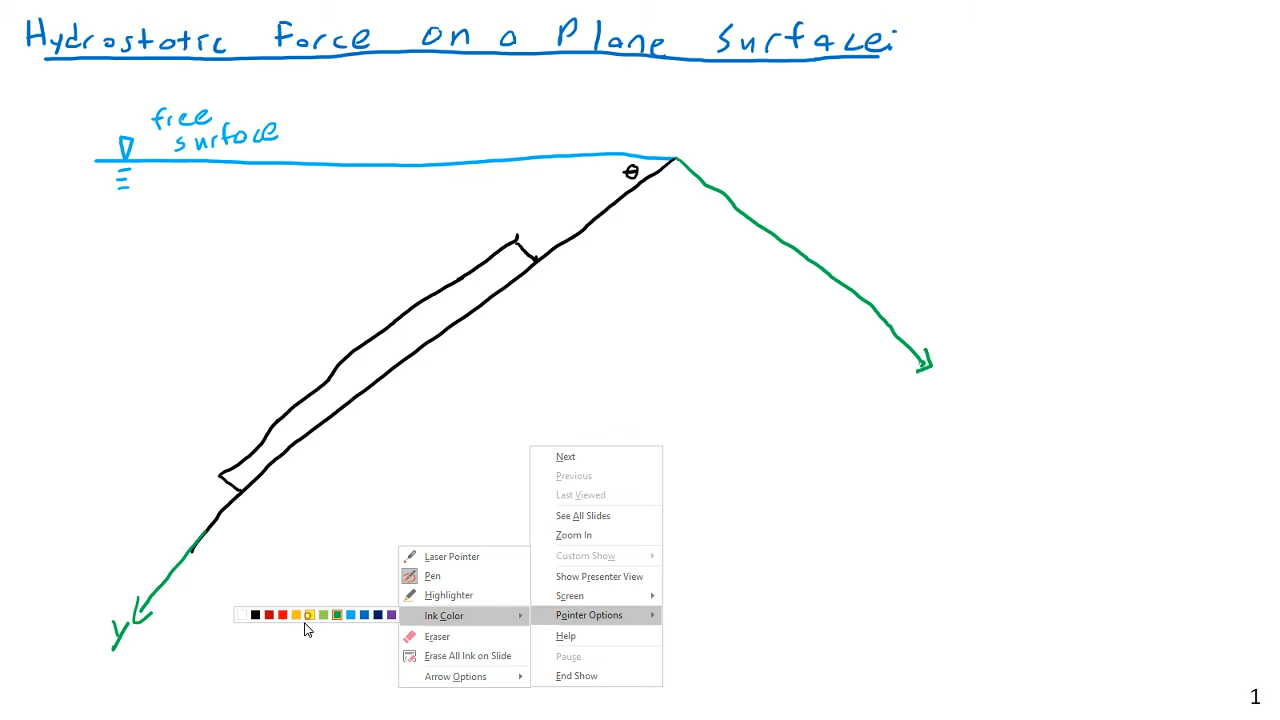 Hydrostatic Force on a Plane Surface:
free
surface
θ
y
Next
Previous
Last Viewed
See All Slides
Zoom In
Custom Show
Show Presenter View
Screen
Pointer Options
Help
Pause
End Show
Laser Pointer
Pen
Highlighter
Ink Color
Eraser
Erase All Ink on Slide
Arrow Options
1